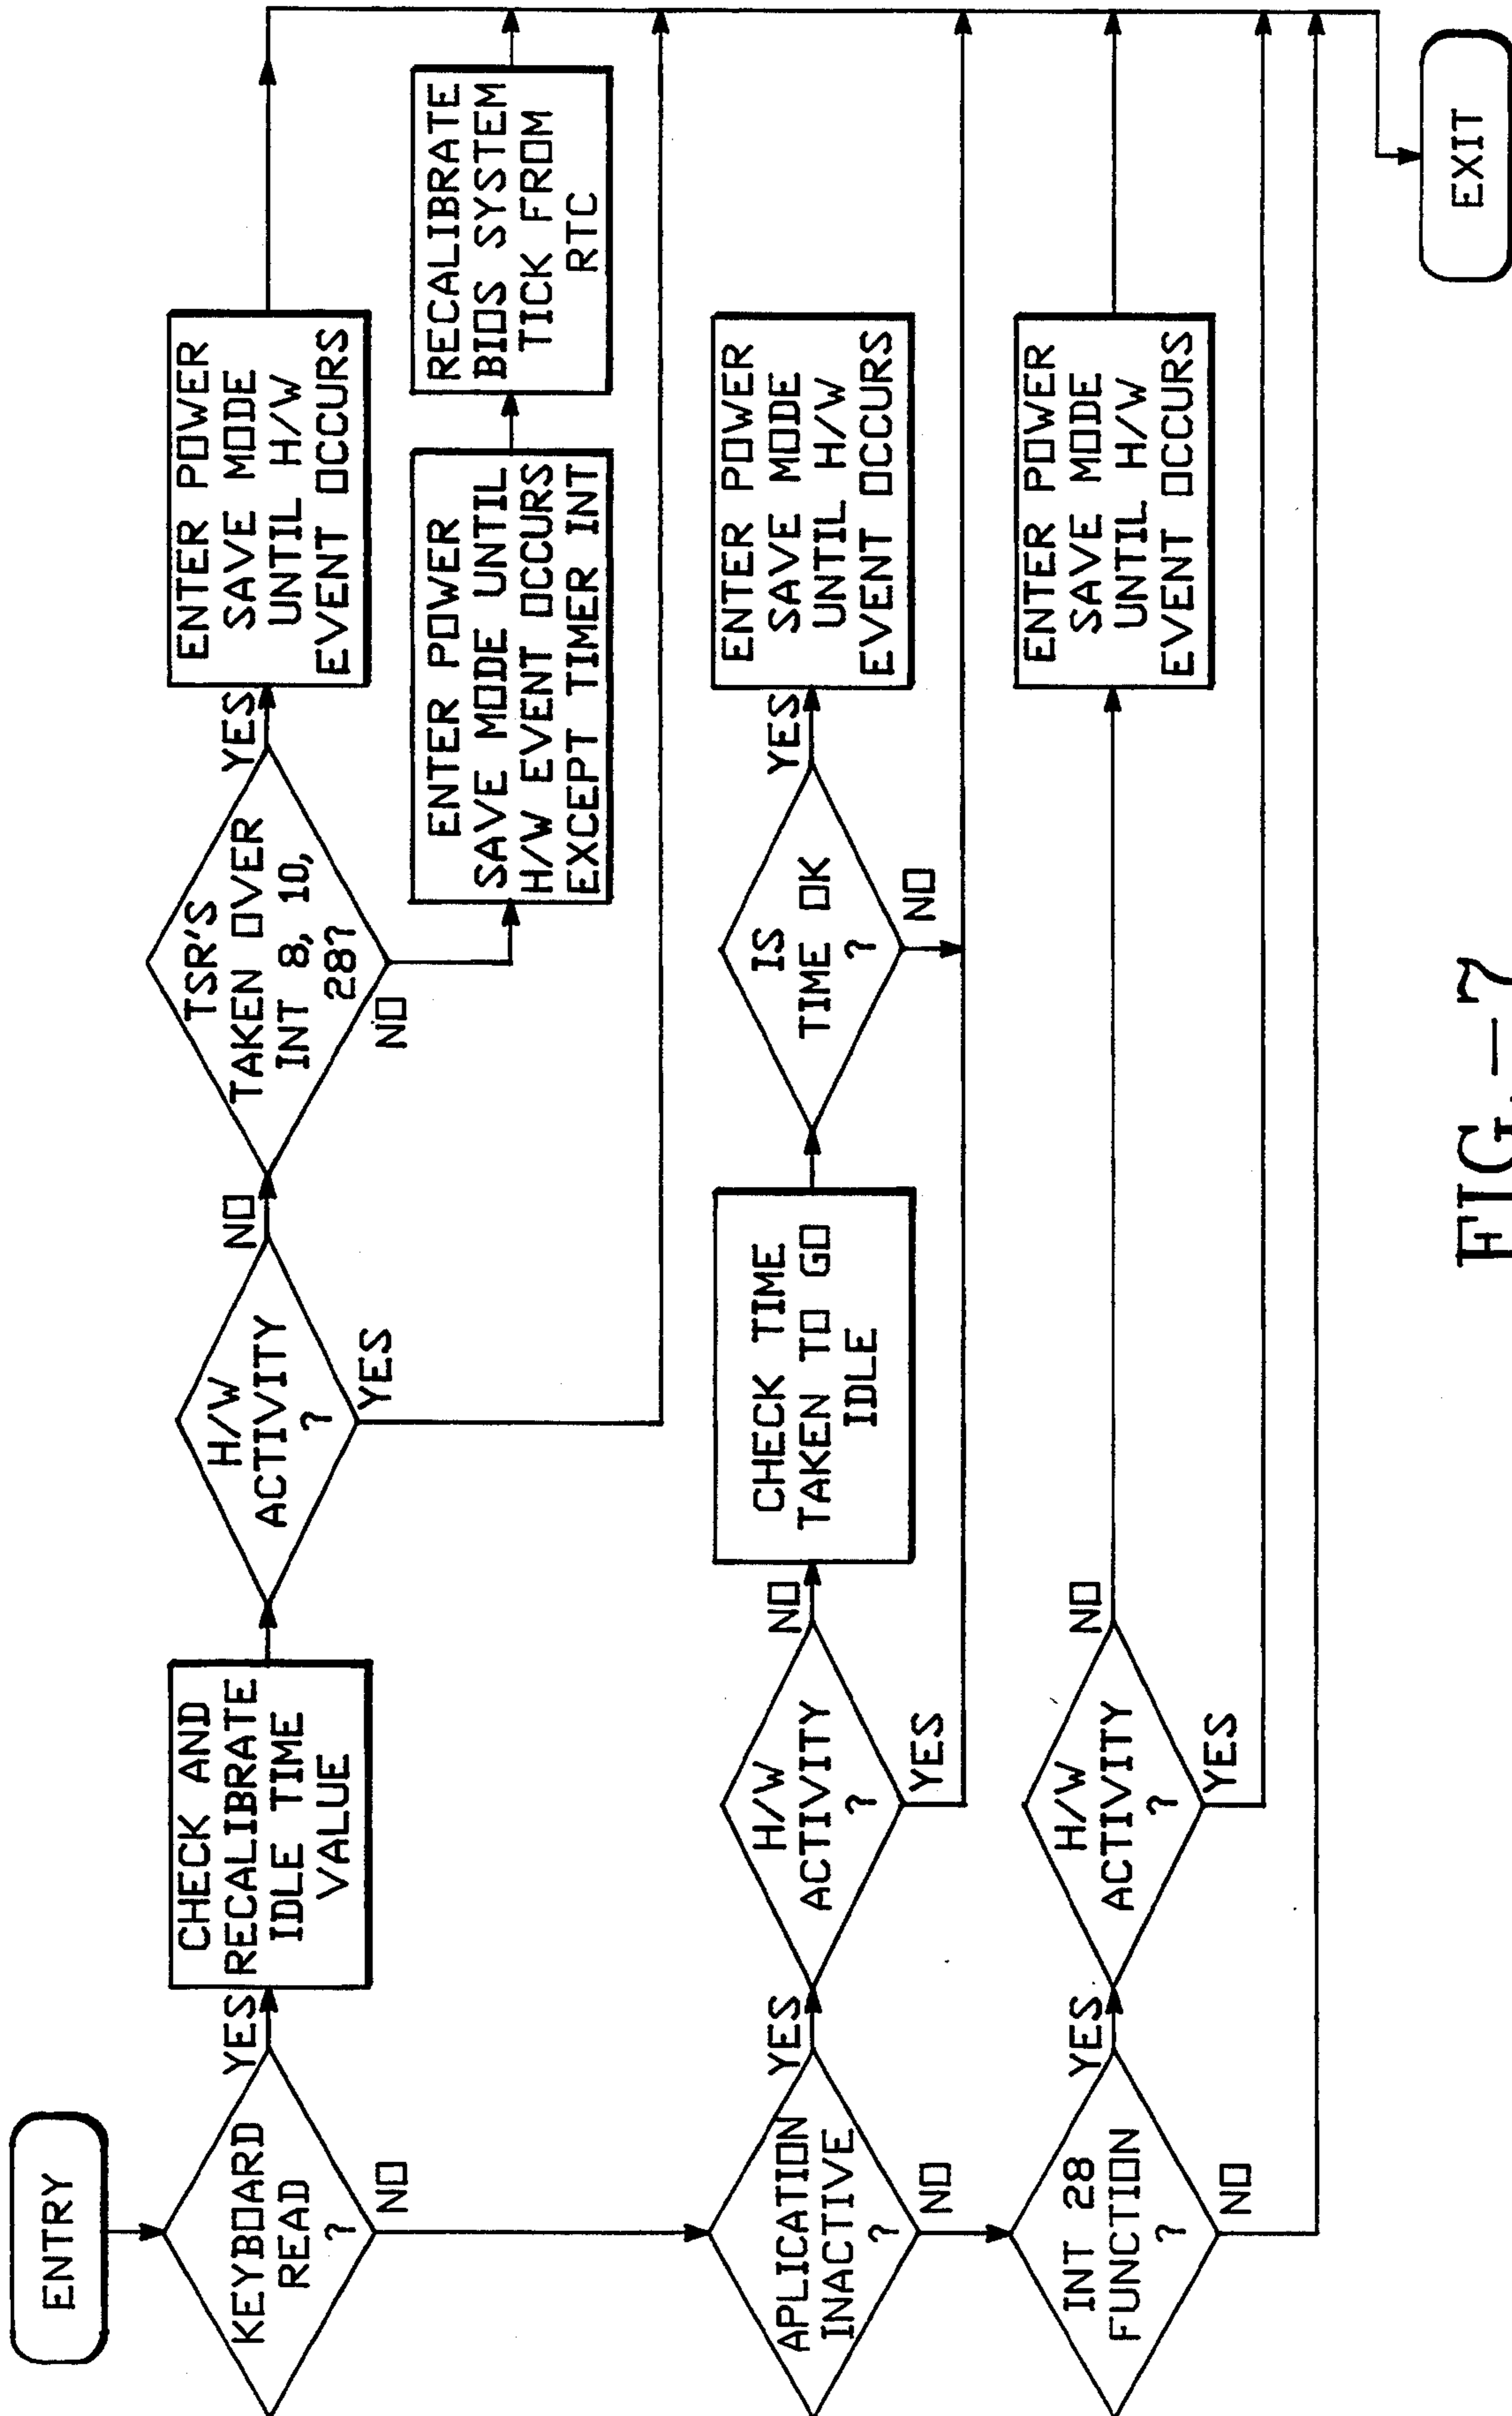 ENTRY
KEYBOARD
READ
?
YES
NO
CHECK AND
RECALIBRATE
IDLE TIME
VALUE
H/W
ACTIVITY
?
NO
YES
TSR'S
TAKEN OVER
INT 8, 10,
28?
YES
NO
ENTER POWER
SAVE MODE
UNTIL H/W
EVENT OCCURS
ENTER POWER
SAVE MODE UNTIL
H/W EVENT OCCURS
EXCEPT TIMER INT
RECALIBRATE
BIOS SYSTEM
TICK FROM
RTC
APLICATION
INACTIVE
?
YES
NO
H/W
ACTIVITY
?
NO
YES
CHECK TIME
TAKEN TO GO
IDLE
IS
TIME OK
?
YES
NO
ENTER POWER
SAVE MODE
UNTIL H/W
EVENT OCCURS
INT 28
FUNCTION
?
YES
NO
H/W
ACTIVITY
?
NO
YES
ENTER POWER
SAVE MODE
UNTIL H/W
EVENT OCCURS
EXIT
FIG.–7